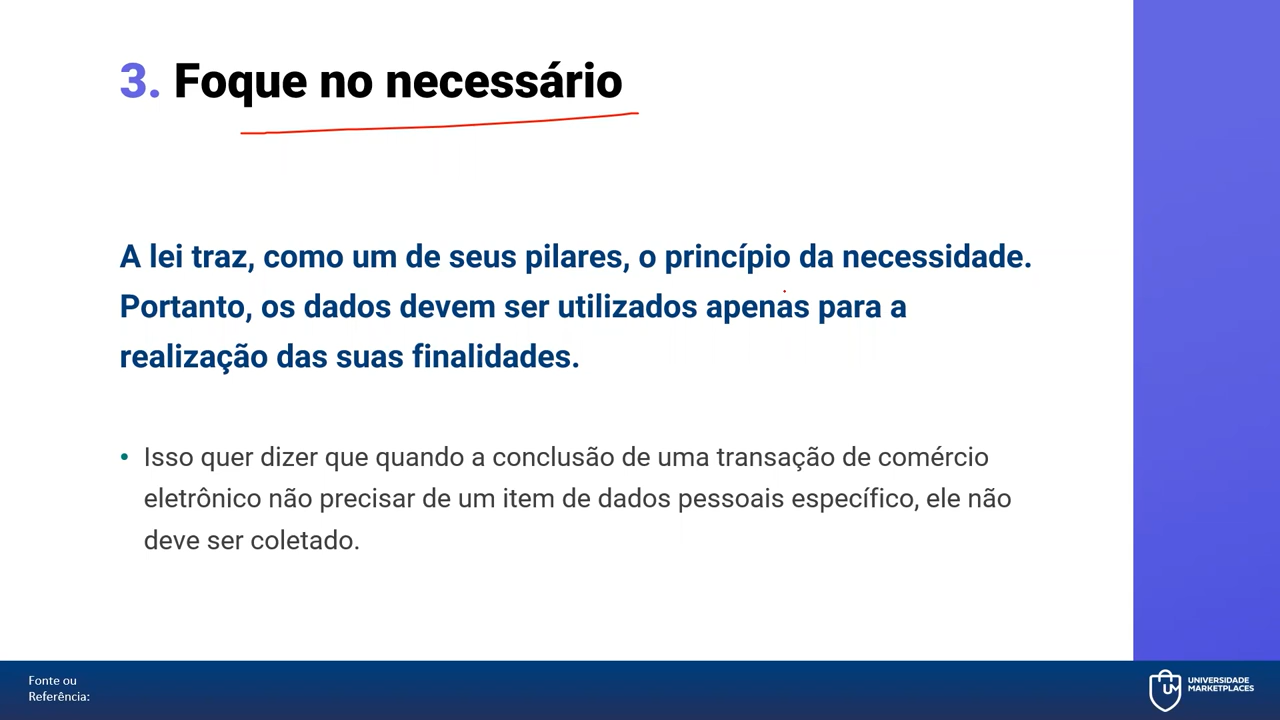 3. Foque no necessário
A lei traz, como um de seus pilares, o princípio da necessidade.
Portanto, os dados devem ser utilizados apenas para a
realização das suas finalidades.
• Isso quer dizer que quando a conclusão de uma transação de comércio
eletrônico não precisar de um item de dados pessoais específico, ele não
deve ser coletado.
Fonte ou
Referência:
UM
UNIVERSIDADE
MARKETPLACES